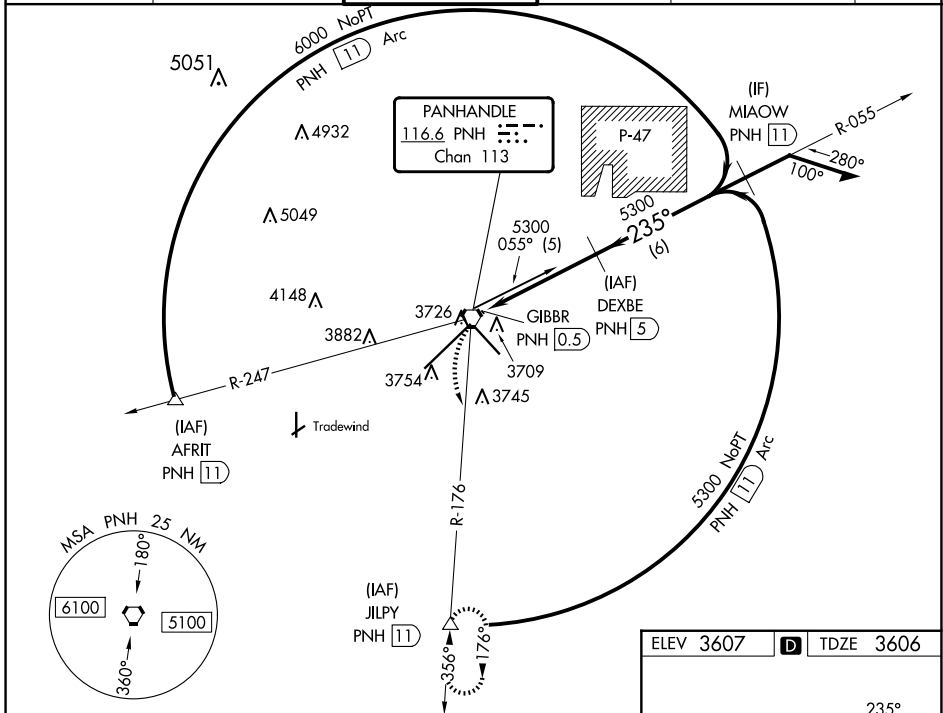 6000 NoPT
PNH 11 Arc
5051
4932
PANHANDLE
116.6 PNH
Chan 113
P-47
(IF)
MIAOW
PNH 11
R-055
280°
100°
5049
5300
055° (5)
5300
235°
(6)
(IAF)
DEXBE
PNH 5
4148
3726
GIBBR
PNH 0.5
3882
3754
3709
3745
R-247
(IAF)
AFRIT
PNH 11
Tradewind
R-176
5300 NoPT
PNH 11 Arc
MSA PNH 25 NM
180°
6100
5100
360°
(IAF)
JILPY
PNH 11
356°
176°
ELEV 3607 D TDZE 3606
235°